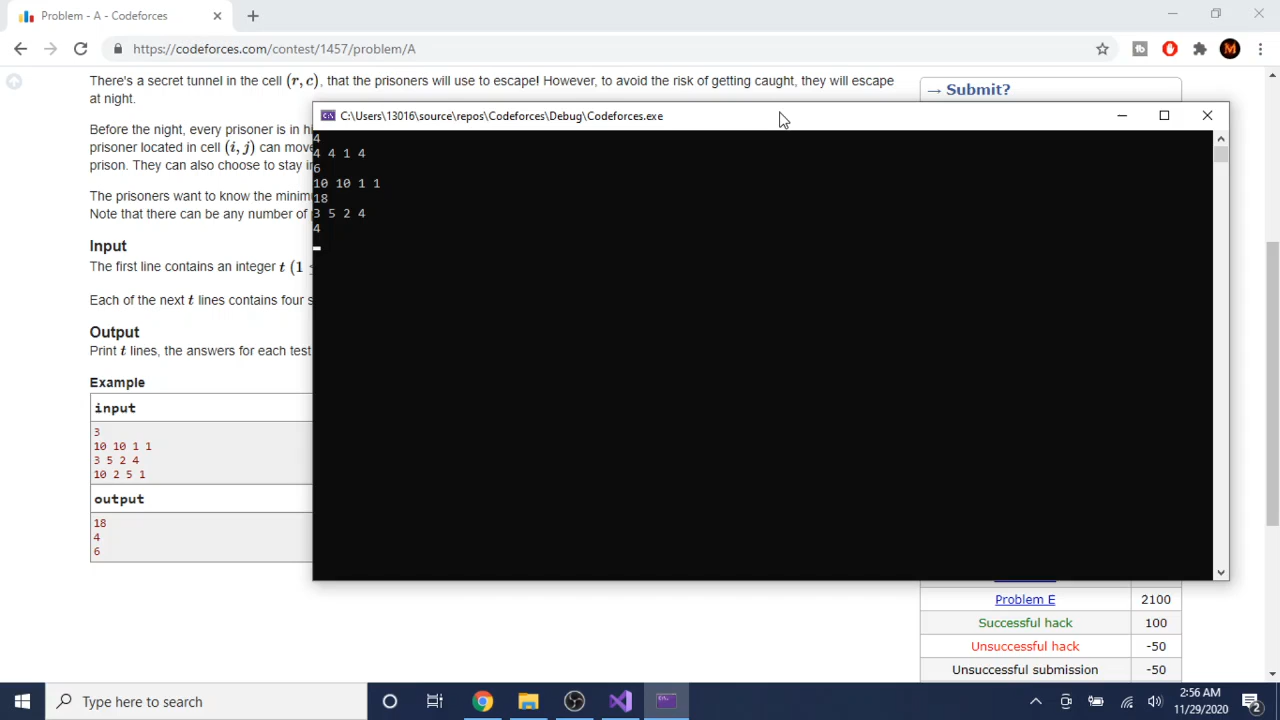 Problem - A - Codeforces
https://codeforces.com/contest/1457/problem/A
M
There's a secret tunnel in the cell (r, c), that the prisoners will use to escape! However, to avoid the risk of getting caught, they will escape
at night.
Before the night, every prisoner is in
prisoner located in cell (i, j) can
prison. They can also choose to stay
The prisoners want to know the
Note that there can be any number of
Input
The first line contains an integer t (1
Each of the next t lines contains four
Output
Print t lines, the answers for each test
Example
input
3
10 10 1 1
3 5 2 4
10 2 5 1
output
18
4
6
→ Submit?
C:\Users\13016\source\repos\Codeforces\Debug\Codeforces.exe
4
4 4 1 4
6
10 10 1 1
18
3 5 2 4
4
Problem E 2100
Successful hack 100
Unsuccessful hack -50
Unsuccessful submission -50
Type here to search
2:56 AM
11/29/2020
2